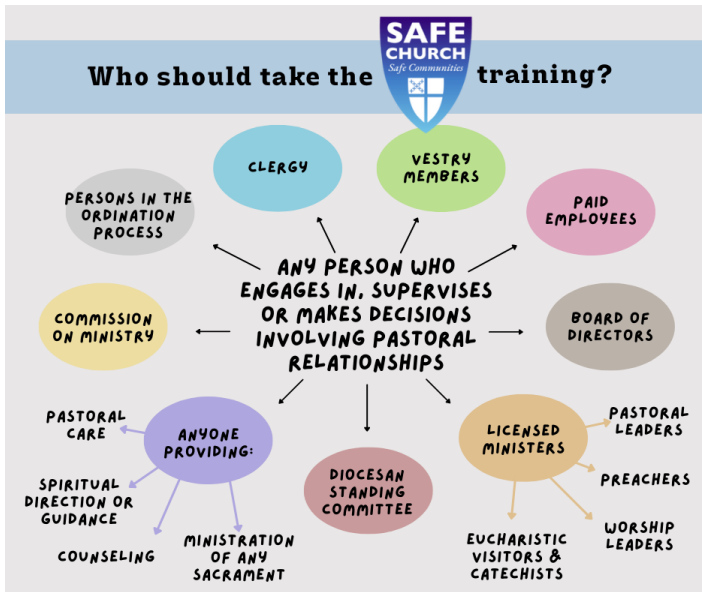 Who should take the
SAFE
CHURCH
Safe Communities
training?
CLERGY
VESTRY
MEMBERS
PERSONS IN THE
ORDINATION
PROCESS
PAID
EMPLOYEES
ANY PERSON WHO
ENGAGES IN, SUPERVISES
OR MAKES DECISIONS
INVOLVING PASTORAL
RELATIONSHIPS
COMMISSION
ON MINISTRY
BOARD OF
DIRECTORS
ANYONE
PROVIDING:
PASTORAL
CARE
SPIRITUAL
DIRECTION OR
GUIDANCE
COUNSELING
MINISTRATION
OF ANY
SACRAMENT
DIOCESAN
STANDING
COMMITTEE
LICENSED
MINISTERS
PASTORAL
LEADERS
PREACHERS
WORSHIP
LEADERS
EUCHARISTIC
VISITORS &
CATECHISTS